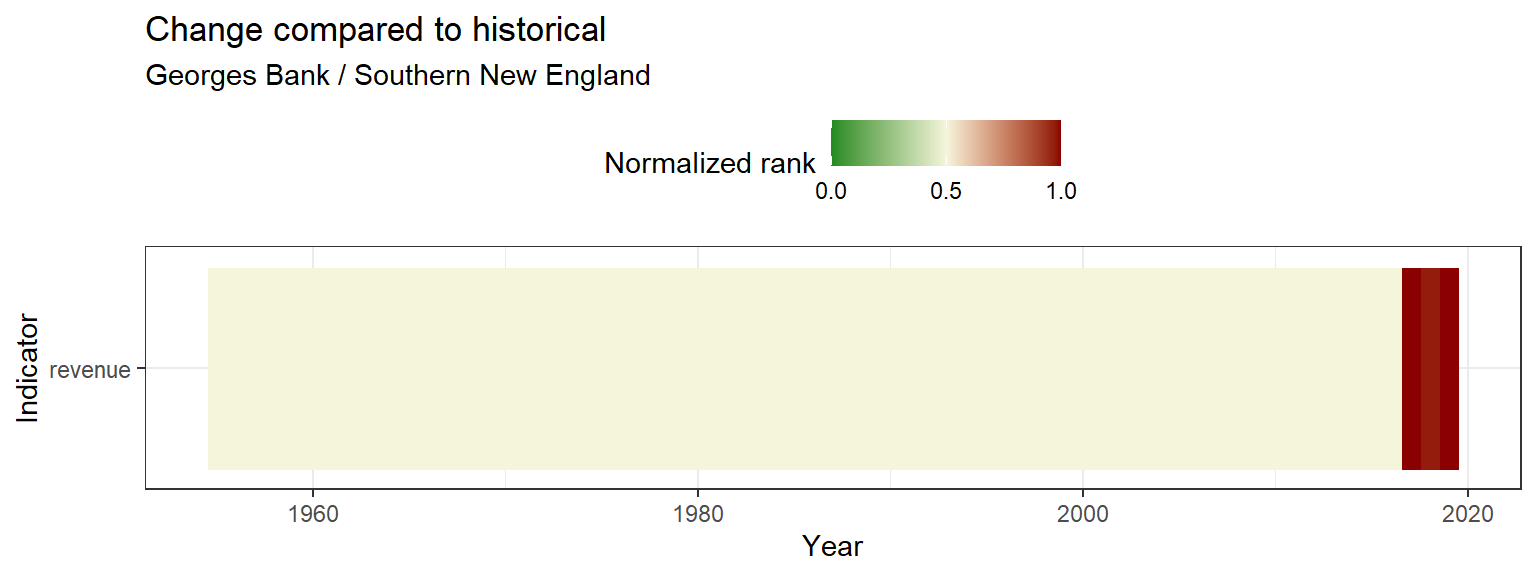 Change compared to historical
Georges Bank / Southern New England
Normalized rank
0.0 0.5 1.0
Indicator
revenue
1960 1980 2000 2020
Year